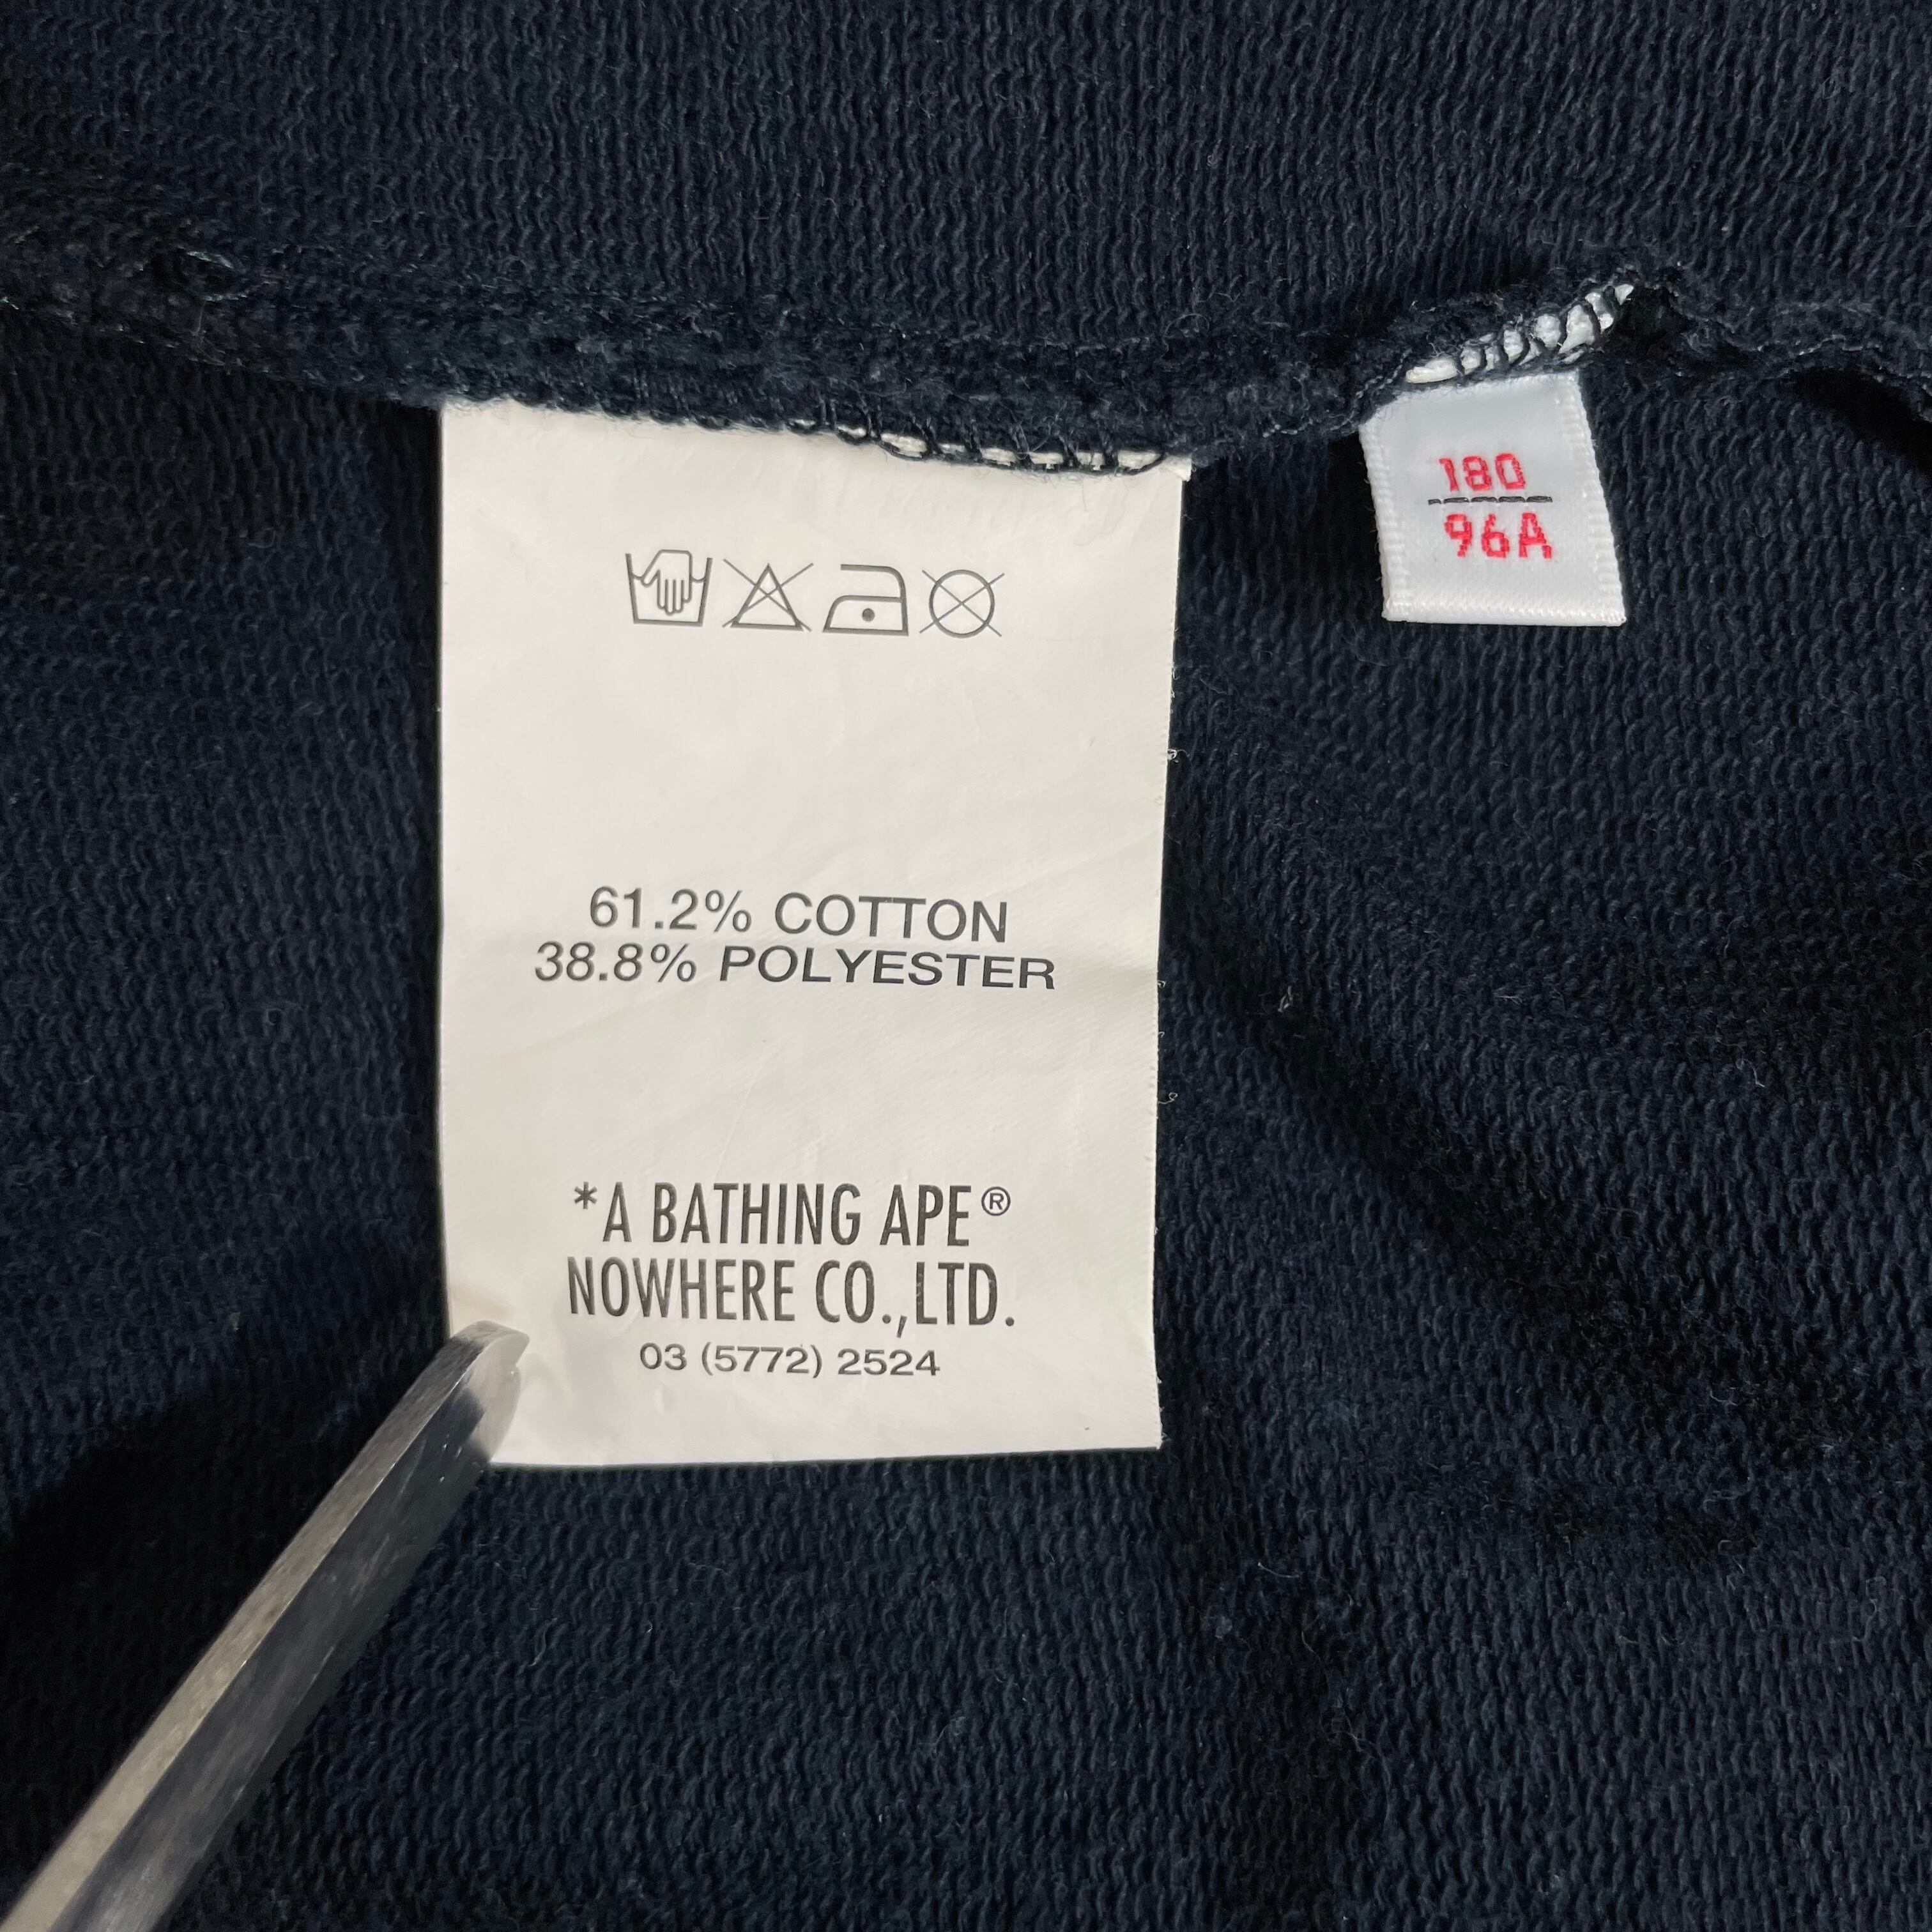 180
96A
61.2% COTTON
38.8% POLYESTER
*A BATHING APE®
NOWHERE CO.,LTD.
03 (5772) 2524